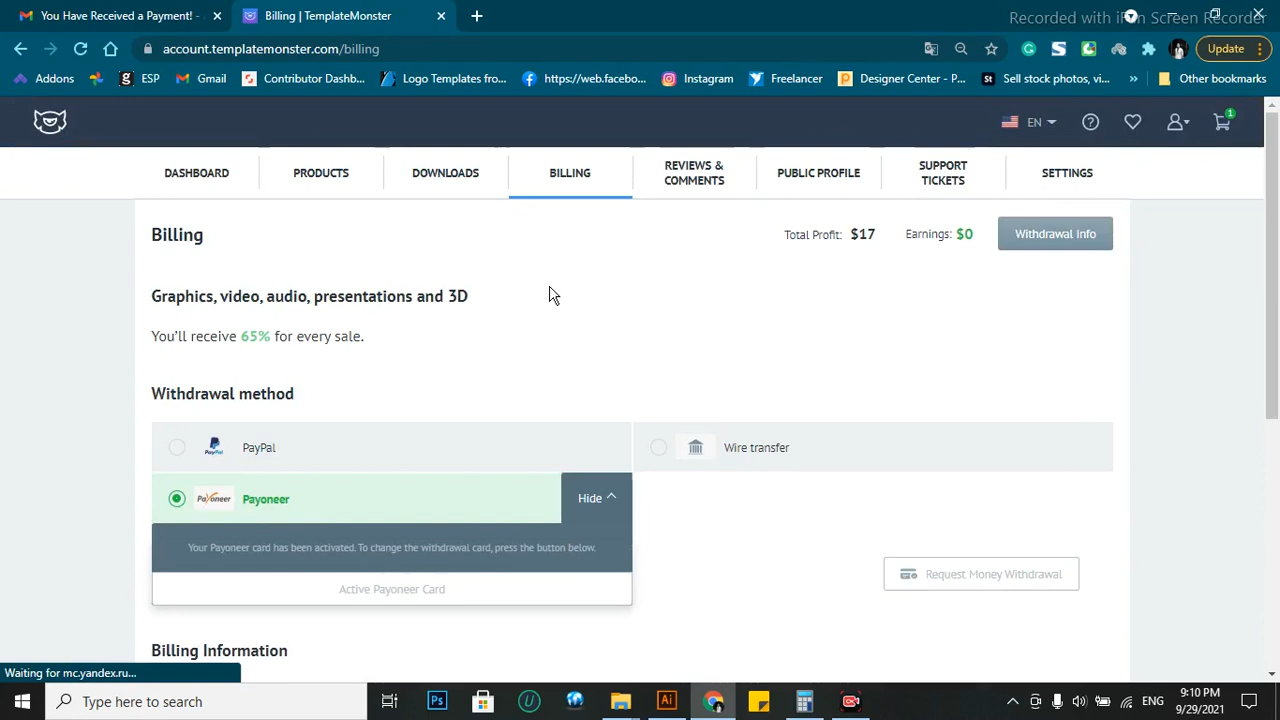 You Have Received a Payment! -
Billing | TemplateMonster
Recorded with
Screen Recorder
account.templatemonster.com/billing
Update
Addons
ESP
Gmail
Contributor Dashb...
Logo Templates fro...
https://web.facebo...
Instagram
Freelancer
Designer Center - P...
Sell stock photos, vi...
»
Other bookmarks
EN
1
DASHBOARD
PRODUCTS
DOWNLOADS
BILLING
REVIEWS &
COMMENTS
PUBLIC PROFILE
SUPPORT
TICKETS
SETTINGS
Billing
Total Profit: $17
Earnings: $0
Withdrawal Info
Graphics, video, audio, presentations and 3D
You'll receive 65% for every sale.
Withdrawal method
PayPal
PayPal
Wire transfer
Payoneer
Payoneer
Hide
Your Payoneer card has been activated. To change the withdrawal card, press the button below.
Active Payoneer Card
Request Money Withdrawal
Billing Information
Waiting for mc.yandex.ru...
Type here to search
Ps
Ai
ENG
9:10 PM
9/29/2021